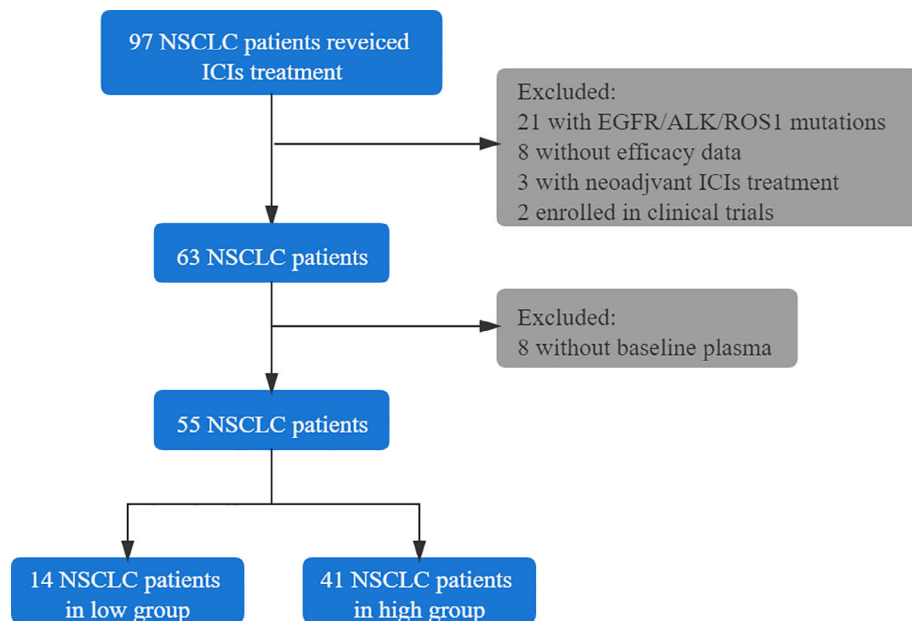 97 NSCLC patients reveiced
ICIs treatment
Excluded:
21 with EGFR/ALK/ROS1 mutations
8 without efficacy data
3 with neoadjvant ICIs treatment
2 enrolled in clinical trials
63 NSCLC patients
Excluded:
8 without baseline plasma
55 NSCLC patients
14 NSCLC patients
in low group
41 NSCLC patients
in high group